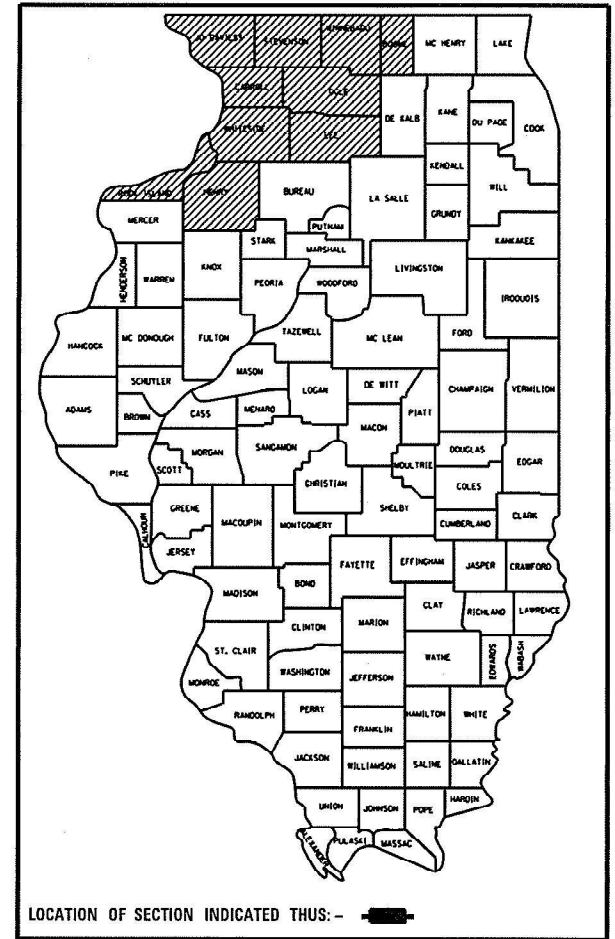 JO DAVIESS STEVENSON WINNEBAGO BOONE MC HENRY LAKE
CARROLL OGLE DE KALB KANE DU PAGE COOK
WHITESIDE LEE KENDALL WILL
ROCK ISLAND HENRY BUREAU LA SALLE GRUNDY
MERCER PUTNAM KANKAKEE
STARK MARSHALL LIVINGSTON
HENDERSON WARREN KNOX PEORIA WOODFORD IROQUOIS
HANCOCK MC DONOUGH FULTON TAZEWELL MC LEAN FORD
MASON
SCHUYLER LOGAN DE WITT CHAMPAIGN VERMILION
ADAMS BROWN CASS MENARD MACON PIATT
MORGAN SANGAMON DOUGLAS
PIKE SCOTT CHRISTIAN MOULTRIE COLES EDGAR
GREENE MACOUPIN MONTGOMERY SHELBY CUMBERLAND CLARK
CALHOUN JERSEY
FAYETTE EFFINGHAM JASPER CRAWFORD
MADISON BOND CLAY RICHLAND LAWRENCE
CLINTON MARION
ST. CLAIR WAYNE EDWARDS WABASH
MONROE WASHINGTON JEFFERSON
RANDOLPH PERRY FRANKLIN HAMILTON WHITE
JACKSON WILLIAMSON SALINE GALLATIN
UNION JOHNSON POPE HARDIN
ALEXANDER PULASKI MASSAC
LOCATION OF SECTION INDICATED THUS: -